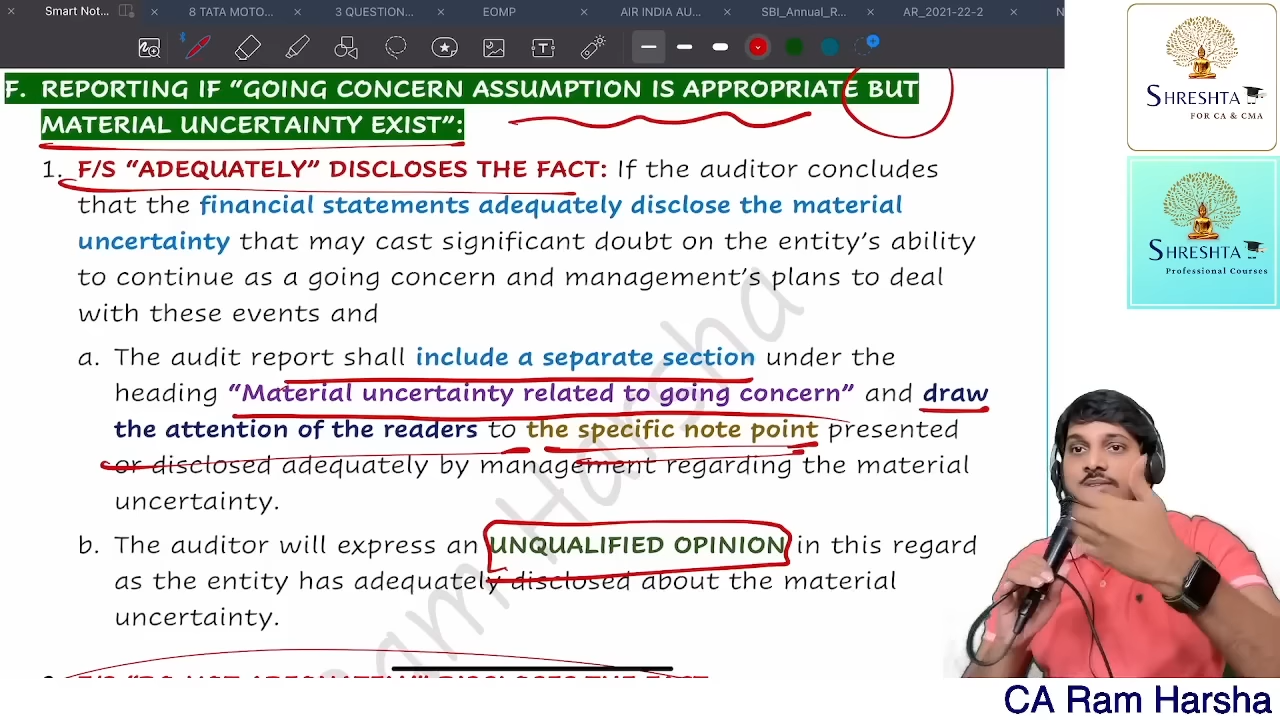 Smart Not...
8 TATA MOTO...
3 QUESTION...
EOMP
AIR INDIA AU...
SBI_Annual_R...
AR_2021-22-2
F. REPORTING IF “GOING CONCERN ASSUMPTION IS APPROPRIATE BUT
MATERIAL UNCERTAINTY EXIST”:
1. F/S “ADEQUATELY” DISCLOSES THE FACT: If the auditor concludes
that the financial statements adequately disclose the material
uncertainty that may cast significant doubt on the entity’s ability
to continue as a going concern and management’s plans to deal
with these events and
a. The audit report shall include a separate section under the
heading “Material uncertainty related to going concern” and draw
the attention of the readers to the specific note point presented
or disclosed adequately by management regarding the material
uncertainty.
b. The auditor will express an UNQUALIFIED OPINION in this regard
as the entity has adequately disclosed about the material
uncertainty.
Ram Harsha
SHRESHTA
FOR CA & CMA
SHRESHTA
Professional Courses
CA Ram Harsha